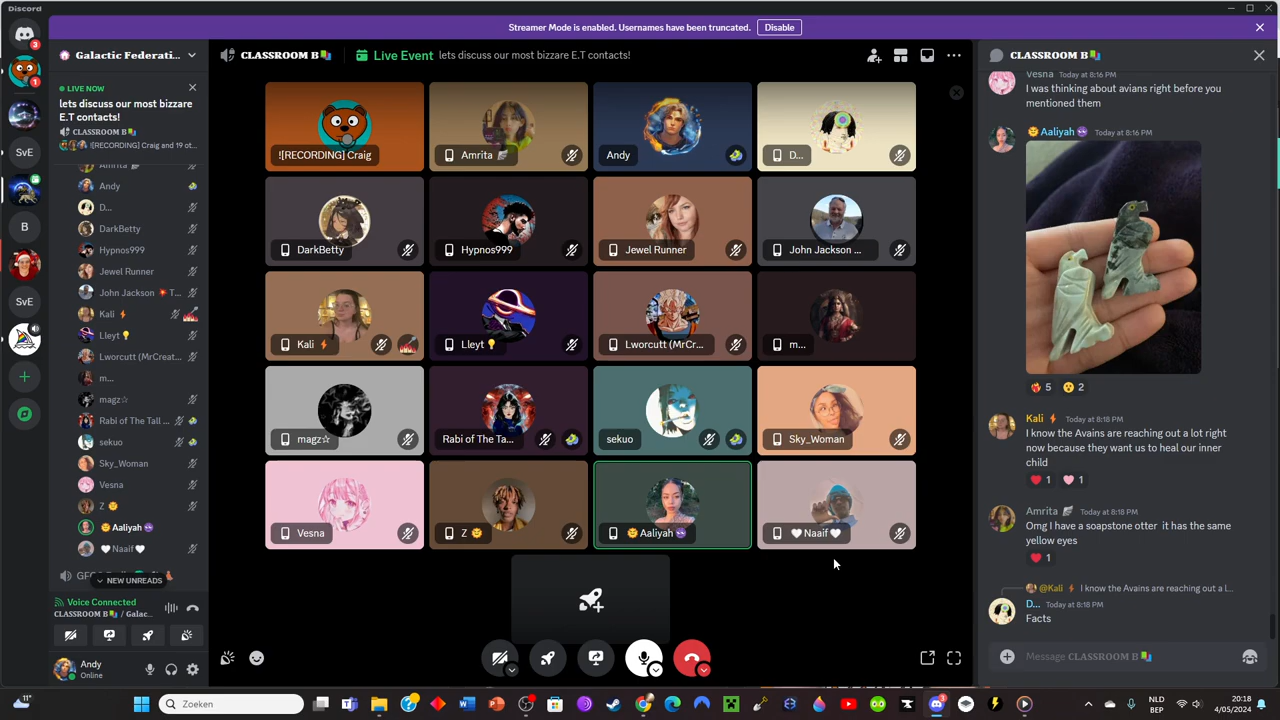 Discord
Streamer Mode is enabled. Usernames have been truncated.
Disable
Galactic Federati...
LIVE NOW
lets discuss our most bizzare
E.T contacts!
CLASSROOM B
![RECORDING] Craig and 19 ot...
Amrita
Andy
D...
DarkBetty
Hypnos999
Jewel Runner
John Jackson T...
Kali
Lleyt
Lworcutt (MrCreat...
m...
magz☆
Rabi of The Tall ...
sekuo
Sky_Woman
Vesna
Z
Aaliyah
Naaif
NEW UNREADS
Voice Connected
CLASSROOM B / Galac...
Andy
Online
3
1
SvE
B
SvE
CLASSROOM B
Live Event
lets discuss our most bizzare E.T contacts!
![RECORDING] Craig
Amrita
Andy
D...
DarkBetty
Hypnos999
Jewel Runner
John Jackson ...
Kali
Lleyt
Lworcutt (MrCr...
m...
magz☆
Rabi of The Ta...
sekuo
Sky_Woman
Vesna
Z
Aaliyah
Naaif
CLASSROOM B
Vesna Today at 8:16 PM
I was thinking about avians right before you
mentioned them
Aaliyah Today at 8:16 PM
5
2
Kali Today at 8:18 PM
I know the Avains are reaching out a lot right
now because they want us to heal our inner
child
1
1
Amrita Today at 8:18 PM
Omg I have a soapstone otter it has the same
yellow eyes
1
@Kali I know the Avains are reaching out a l...
D... Today at 8:18 PM
Facts
Message CLASSROOM B
11°
Zoeken
NLD
BEP
20:18
4/05/2024